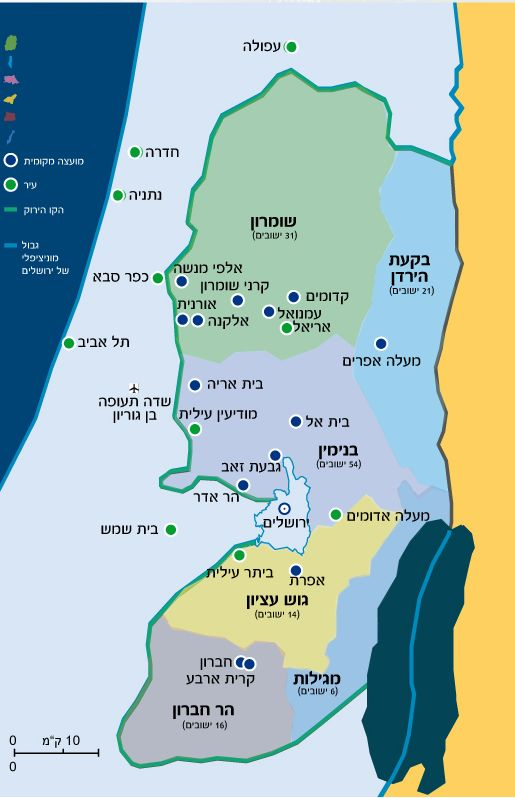 עפולה
חדרה
נתניה
מועצה מקומית
עיר
הקו הירוק
גבול
מוניציפלי
של ירושלים
שומרון
(31 ישובים)
בקעת
הירדן
(21 ישובים)
כפר סבא
אלפי מנשה
קרני שומרון
קדומים
אורנית
עמנואל
אלקנה
אריאל
תל אביב
מעלה אפרים
שדה תעופה
בן גוריון
בית אריה
מודיעין עילית
בית אל
בנימין
(54 ישובים)
גבעת זאב
הר אדר
ירושלים
מעלה אדומים
בית שמש
ביתר עילית
אפרת
גוש עציון
(14 ישובים)
חברון
קרית ארבע
מגילות
(6 ישובים)
הר חברון
(16 ישובים)
0 10 ק"מ
0